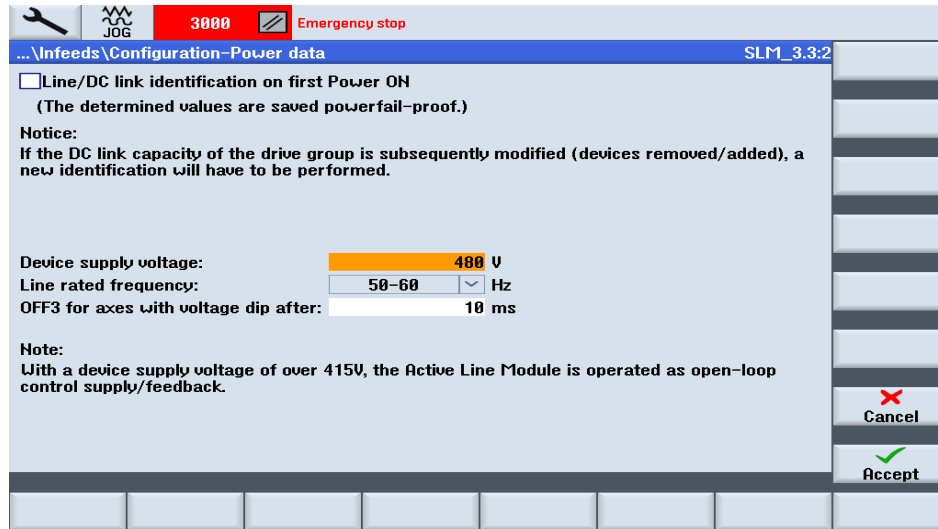 JOG
3000
Emergency stop
...\Infeeds\Configuration-Power data SLM_3.3:2
Line/DC link identification on first Power ON
(The determined values are saved powerfail-proof.)
Notice:
If the DC link capacity of the drive group is subsequently modified (devices removed/added), a
new identification will have to be performed.
Device supply voltage: 480 V
Line rated frequency: 50-60 Hz
OFF3 for axes with voltage dip after: 10 ms
Note:
With a device supply voltage of over 415V, the Active Line Module is operated as open-loop
control supply/feedback.
Cancel
Accept